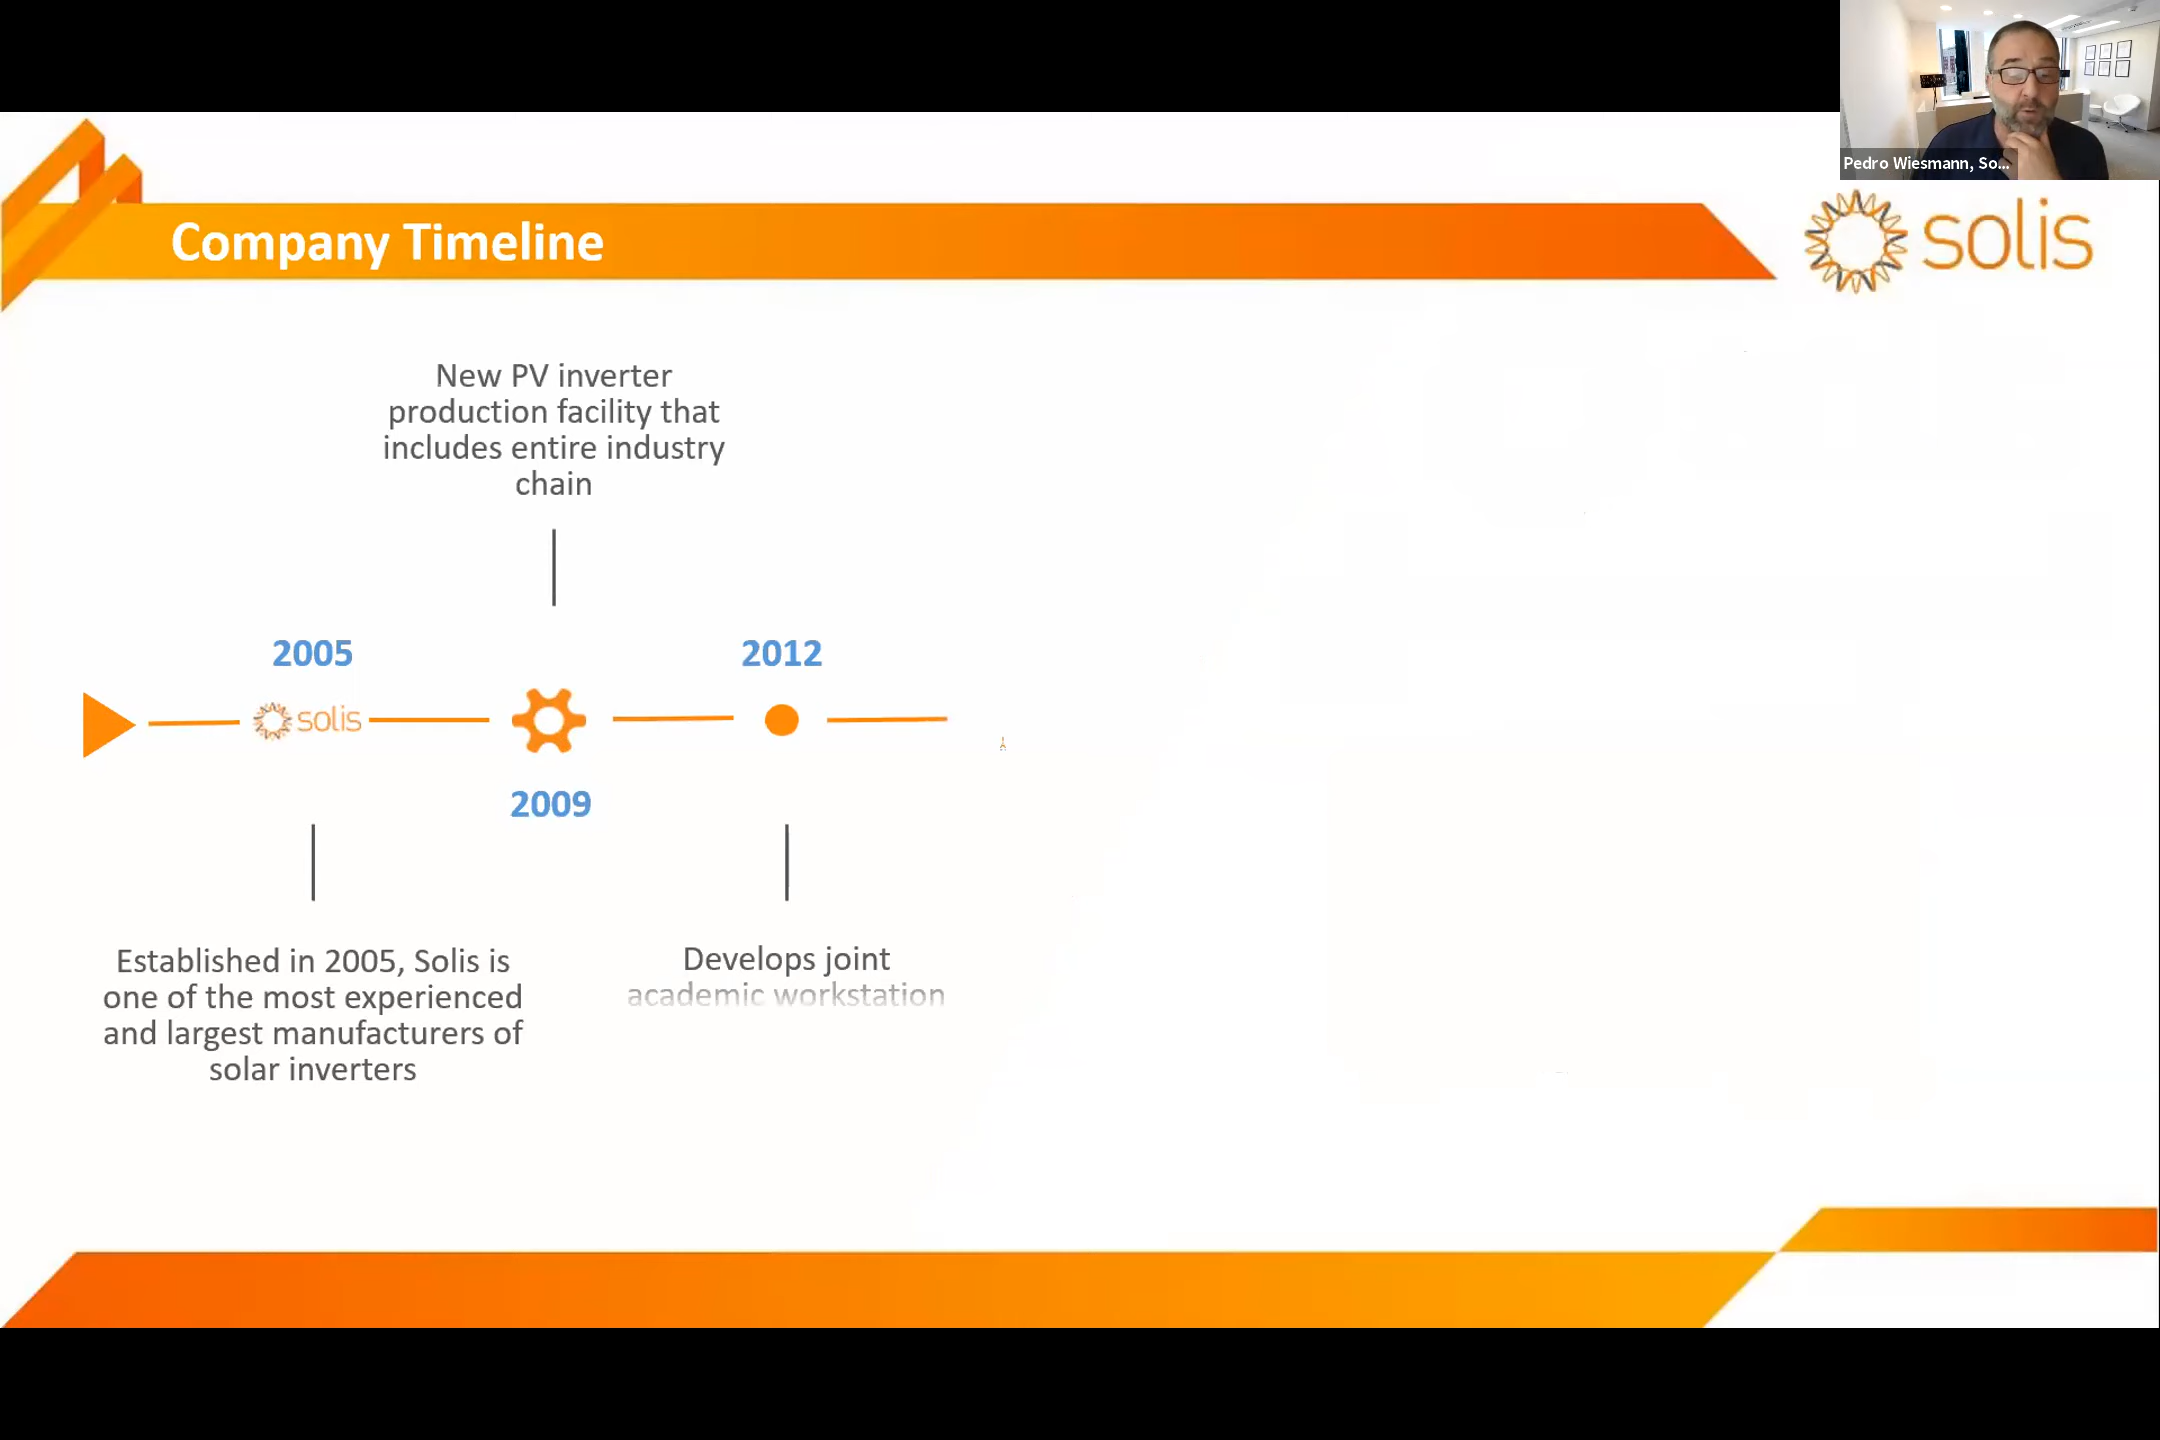 Pedro Wiesmann, So...
Company Timeline
solis
New PV inverter
production facility that
includes entire industry
chain
2005
2012
solis
2009
Established in 2005, Solis is
one of the most experienced
and largest manufacturers of
solar inverters
Develops joint
academic workstation